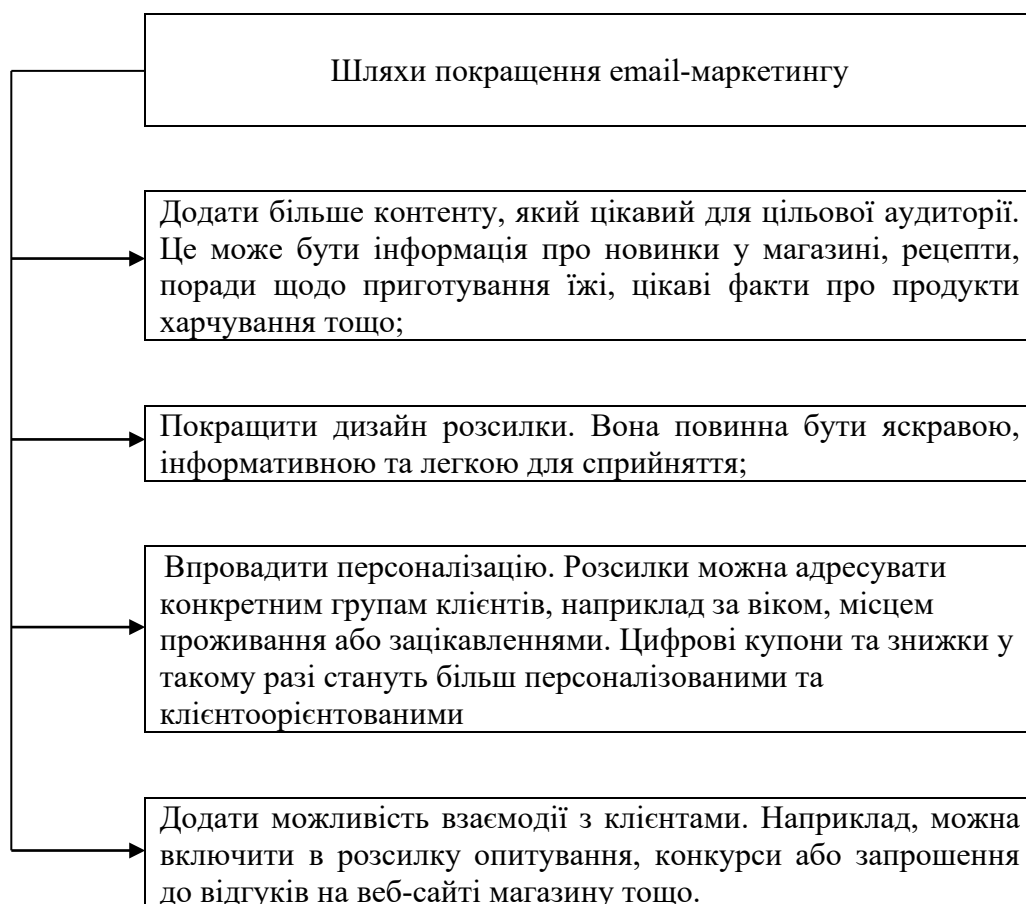 Шляхи покращення email-маркетингу
Додати більше контенту, який цікавий для цільової аудиторії.
Це може бути інформація про новинки у магазині, рецепти,
поради щодо приготування їжі, цікаві факти про продукти
харчування тощо;
Покращити дизайн розсилки. Вона повинна бути яскравою,
інформативною та легкою для сприйняття;
Впровадити персоналізацію. Розсилки можна адресувати
конкретним групам клієнтів, наприклад за віком, місцем
проживання або зацікавленнями. Цифрові купони та знижки у
такому разі стануть більш персоналізованими та
клієнтоорієнтованими
Додати можливість взаємодії з клієнтами. Наприклад, можна
включити в розсилку опитування, конкурси або запрошення
до відгуків на веб-сайті магазину тощо.